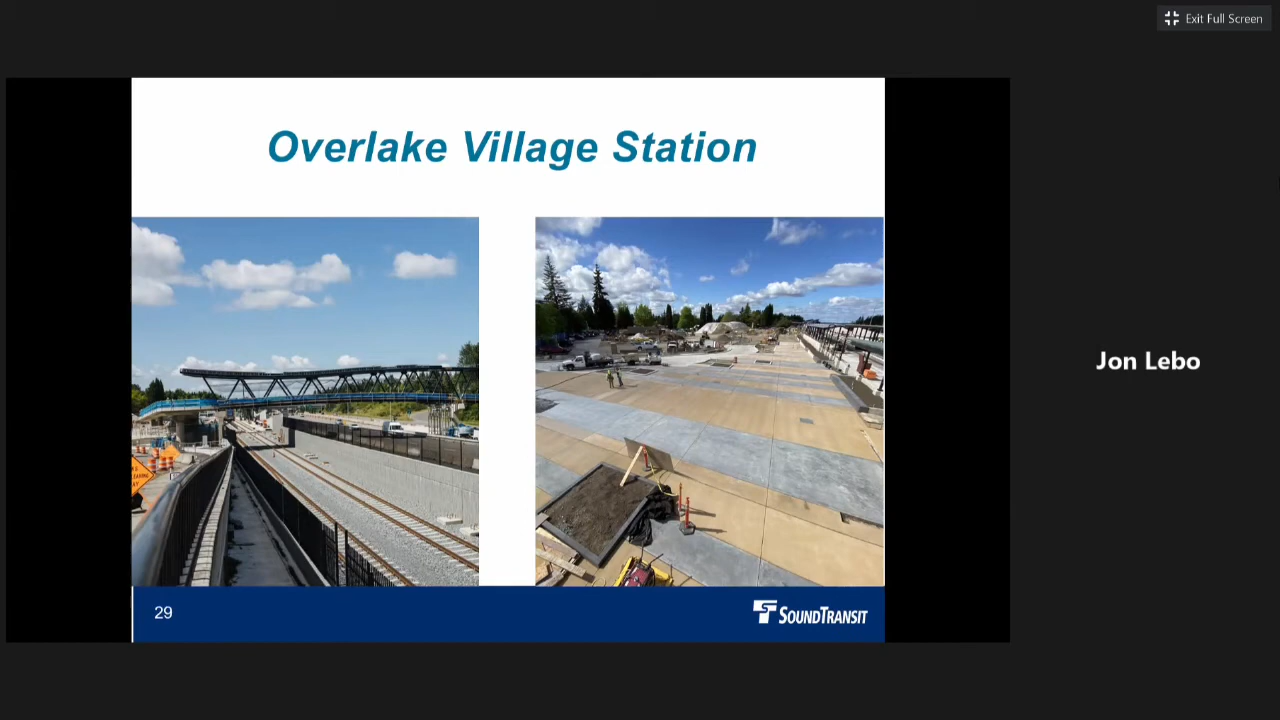 Exit Full Screen
Overlake Village Station
Jon Lebo
29
SOUNDTRANSIT